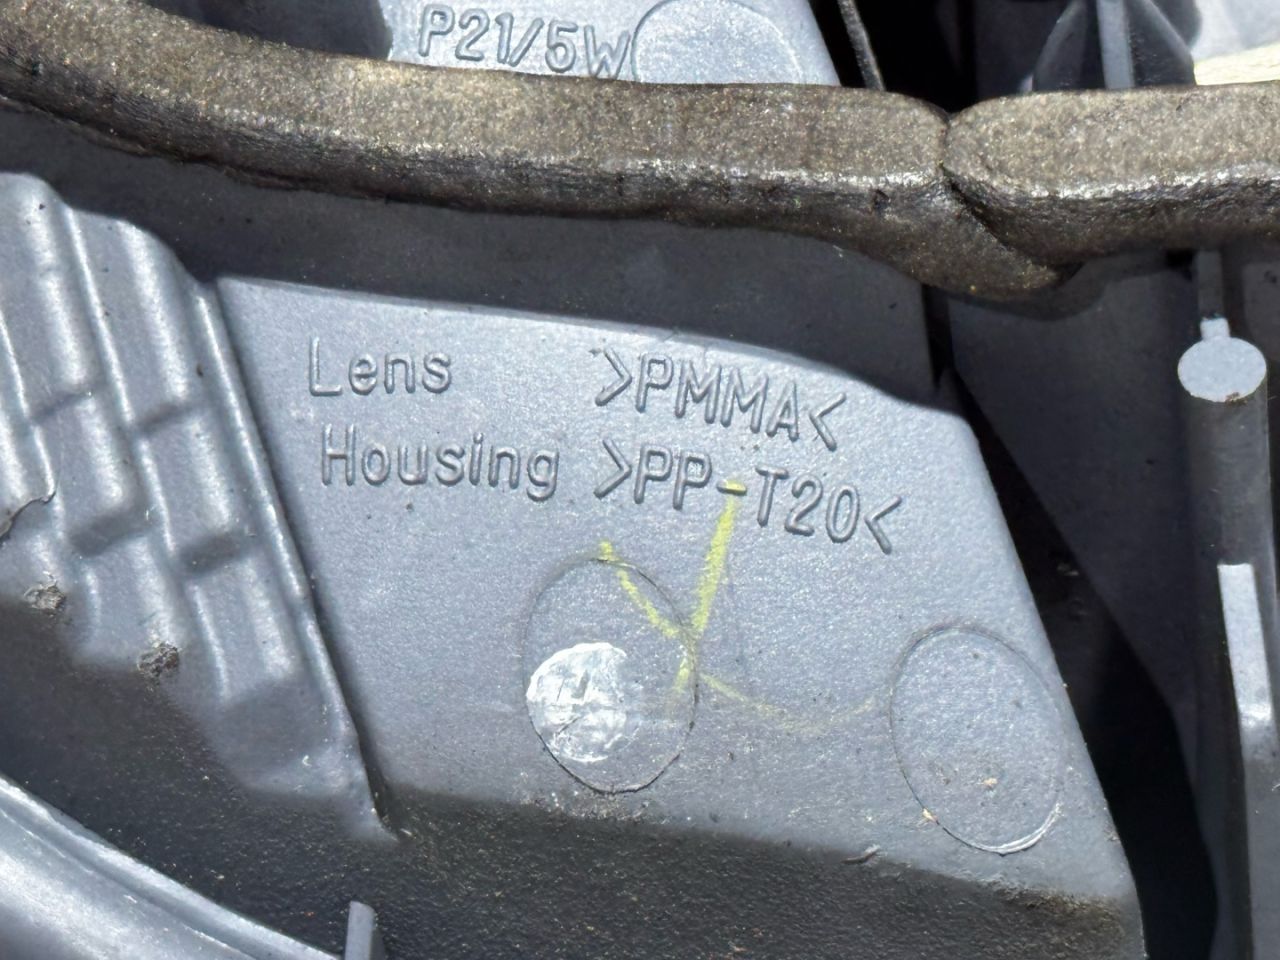 P21/5W
Lens >PMMA<
Housing >PP-T20<